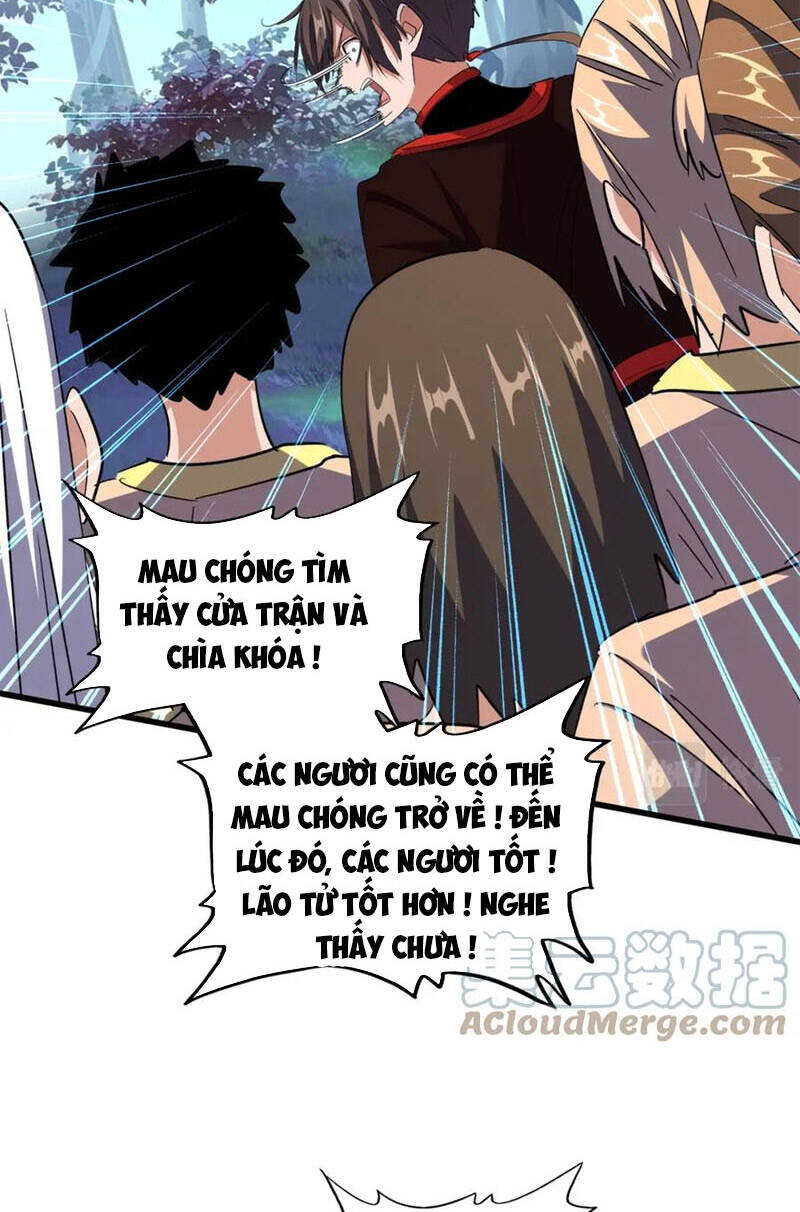 MAU CHÓNG TÌM
THẤY CỬA TRẬN VÀ
CHÌA KHÓA !
CÁC NGƯƠI CŨNG CÓ THỂ
MAU CHÓNG TRỞ VỀ ! ĐẾN
LÚC ĐÓ, CÁC NGƯƠI TỐT !
LÃO TỬ TỐT HƠN ! NGHE
THẤY CHƯA !
集云数据
ACloudMerge.com